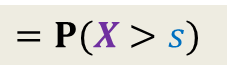 = P(X > s)